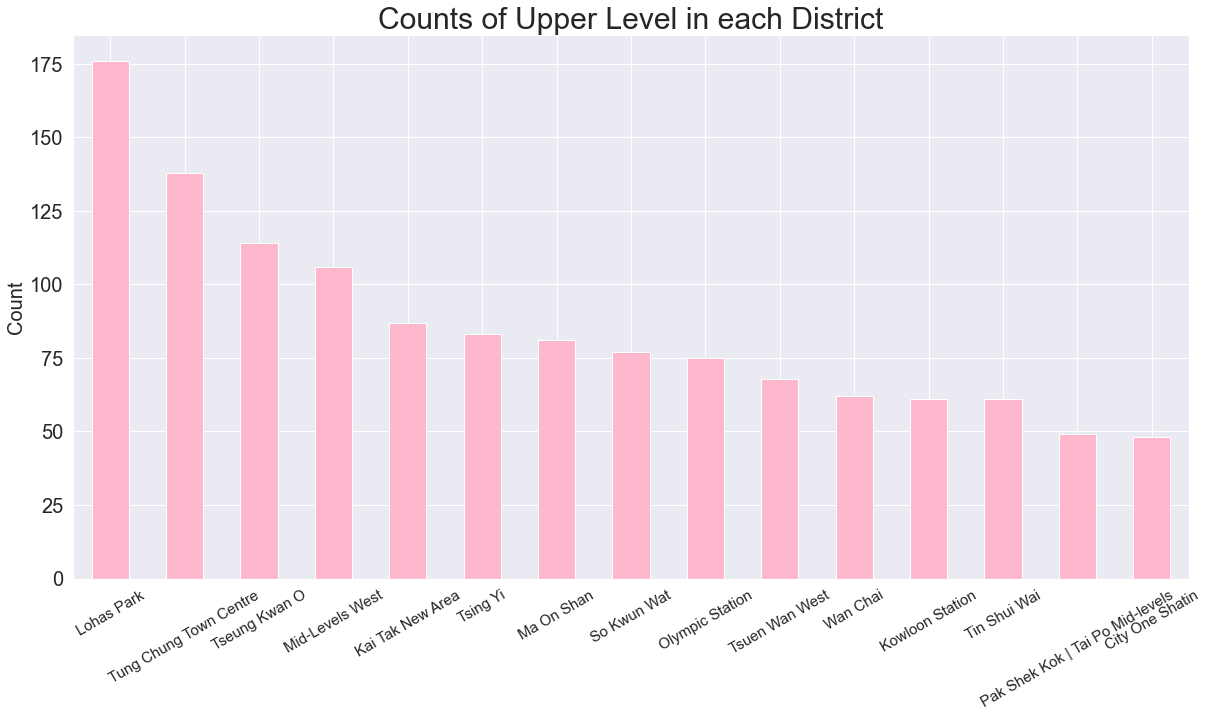 Counts of Upper Level in each District
175
150
125
100
75
50
25
0
Count
Lohas Park
Tung Chung Town Centre
Tseung Kwan O
Mid-Levels West
Kai Tak New Area
Tsing Yi
Ma On Shan
So Kwun Wat
Olympic Station
Tsuen Wan West
Wan Chai
Kowloon Station
Tin Shui Wai
Pak Shek Kok | Tai Po Mid-levels
City One Shatin